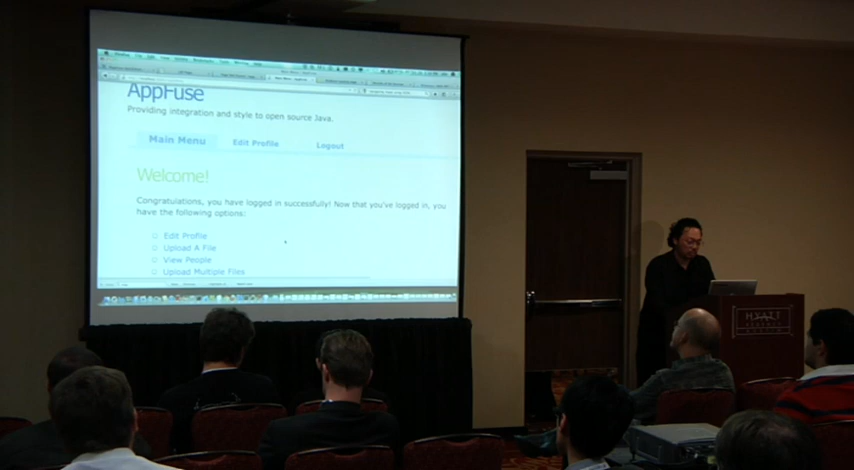 AppFuse
Providing integration and style to open source Java.
Main Menu Edit Profile Logout
Welcome!
Congratulations, you have logged in successfully! Now that you've logged in, you
have the following options:
Edit Profile
Upload A File
View People
Upload Multiple Files
HYATT